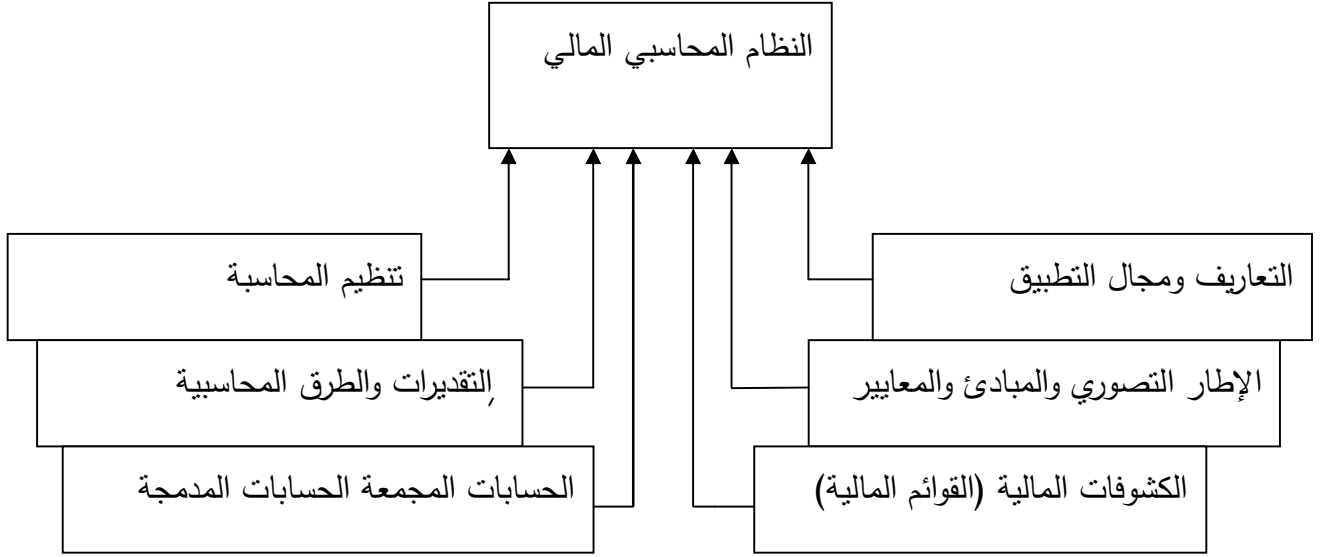 النظام المحاسبي المالي
التعاريف ومجال التطبيق
تنظيم المحاسبة
الإطار التصوري والمبادئ والمعايير
التقديرات والطرق المحاسبية
الكشوفات المالية (القوائم المالية)
الحسابات المجمعة الحسابات المدمجة